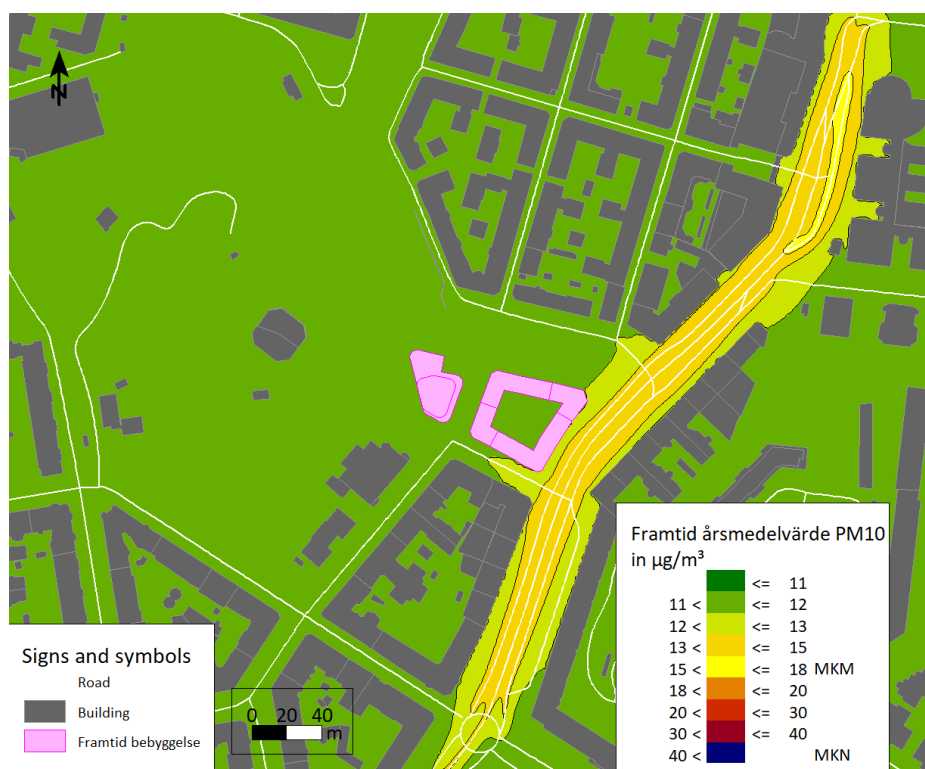 N
Framtid årsmedelvärde PM10
in µg/m³
<= 11
11 < <= 12
12 < <= 13
13 < <= 15
15 < <= 18 MKM
18 < <= 20
20 < <= 30
30 < <= 40
40 < MKN
Signs and symbols
Road
Building
Framtid bebyggelse
0 20 40
m